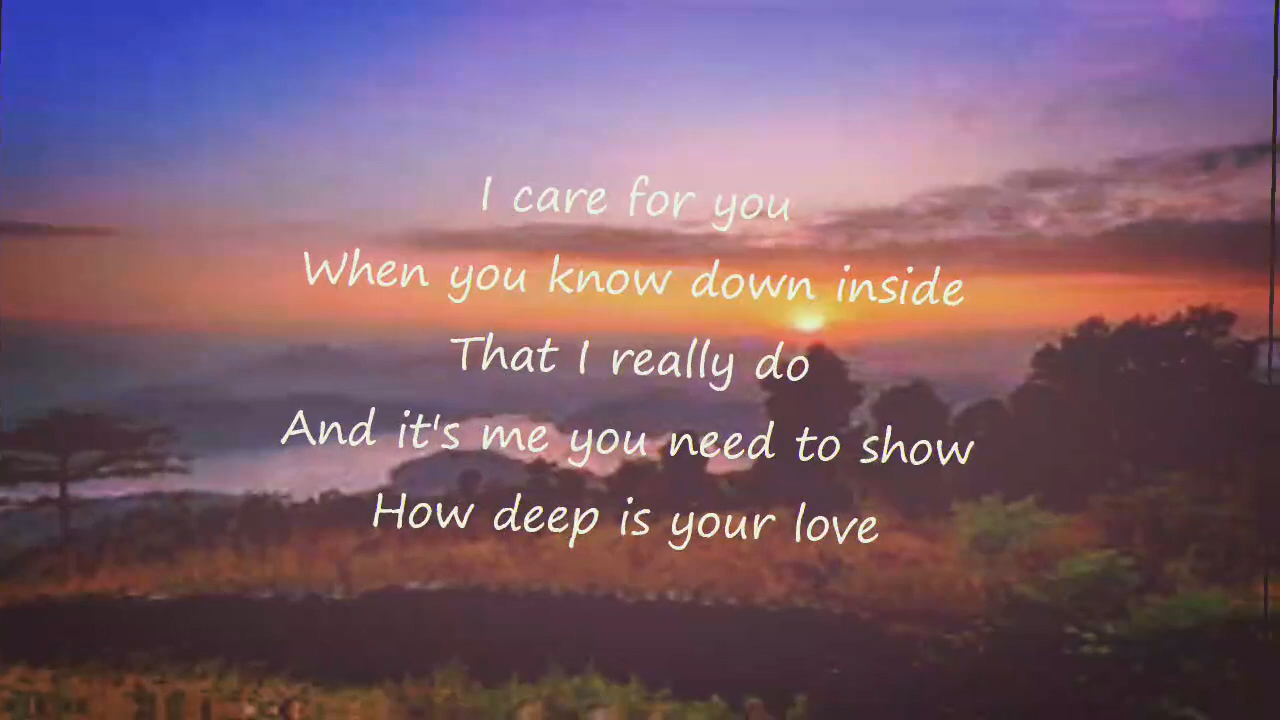 I care for you
When you know down inside
That I really do
And it's me you need to show
How deep is your love